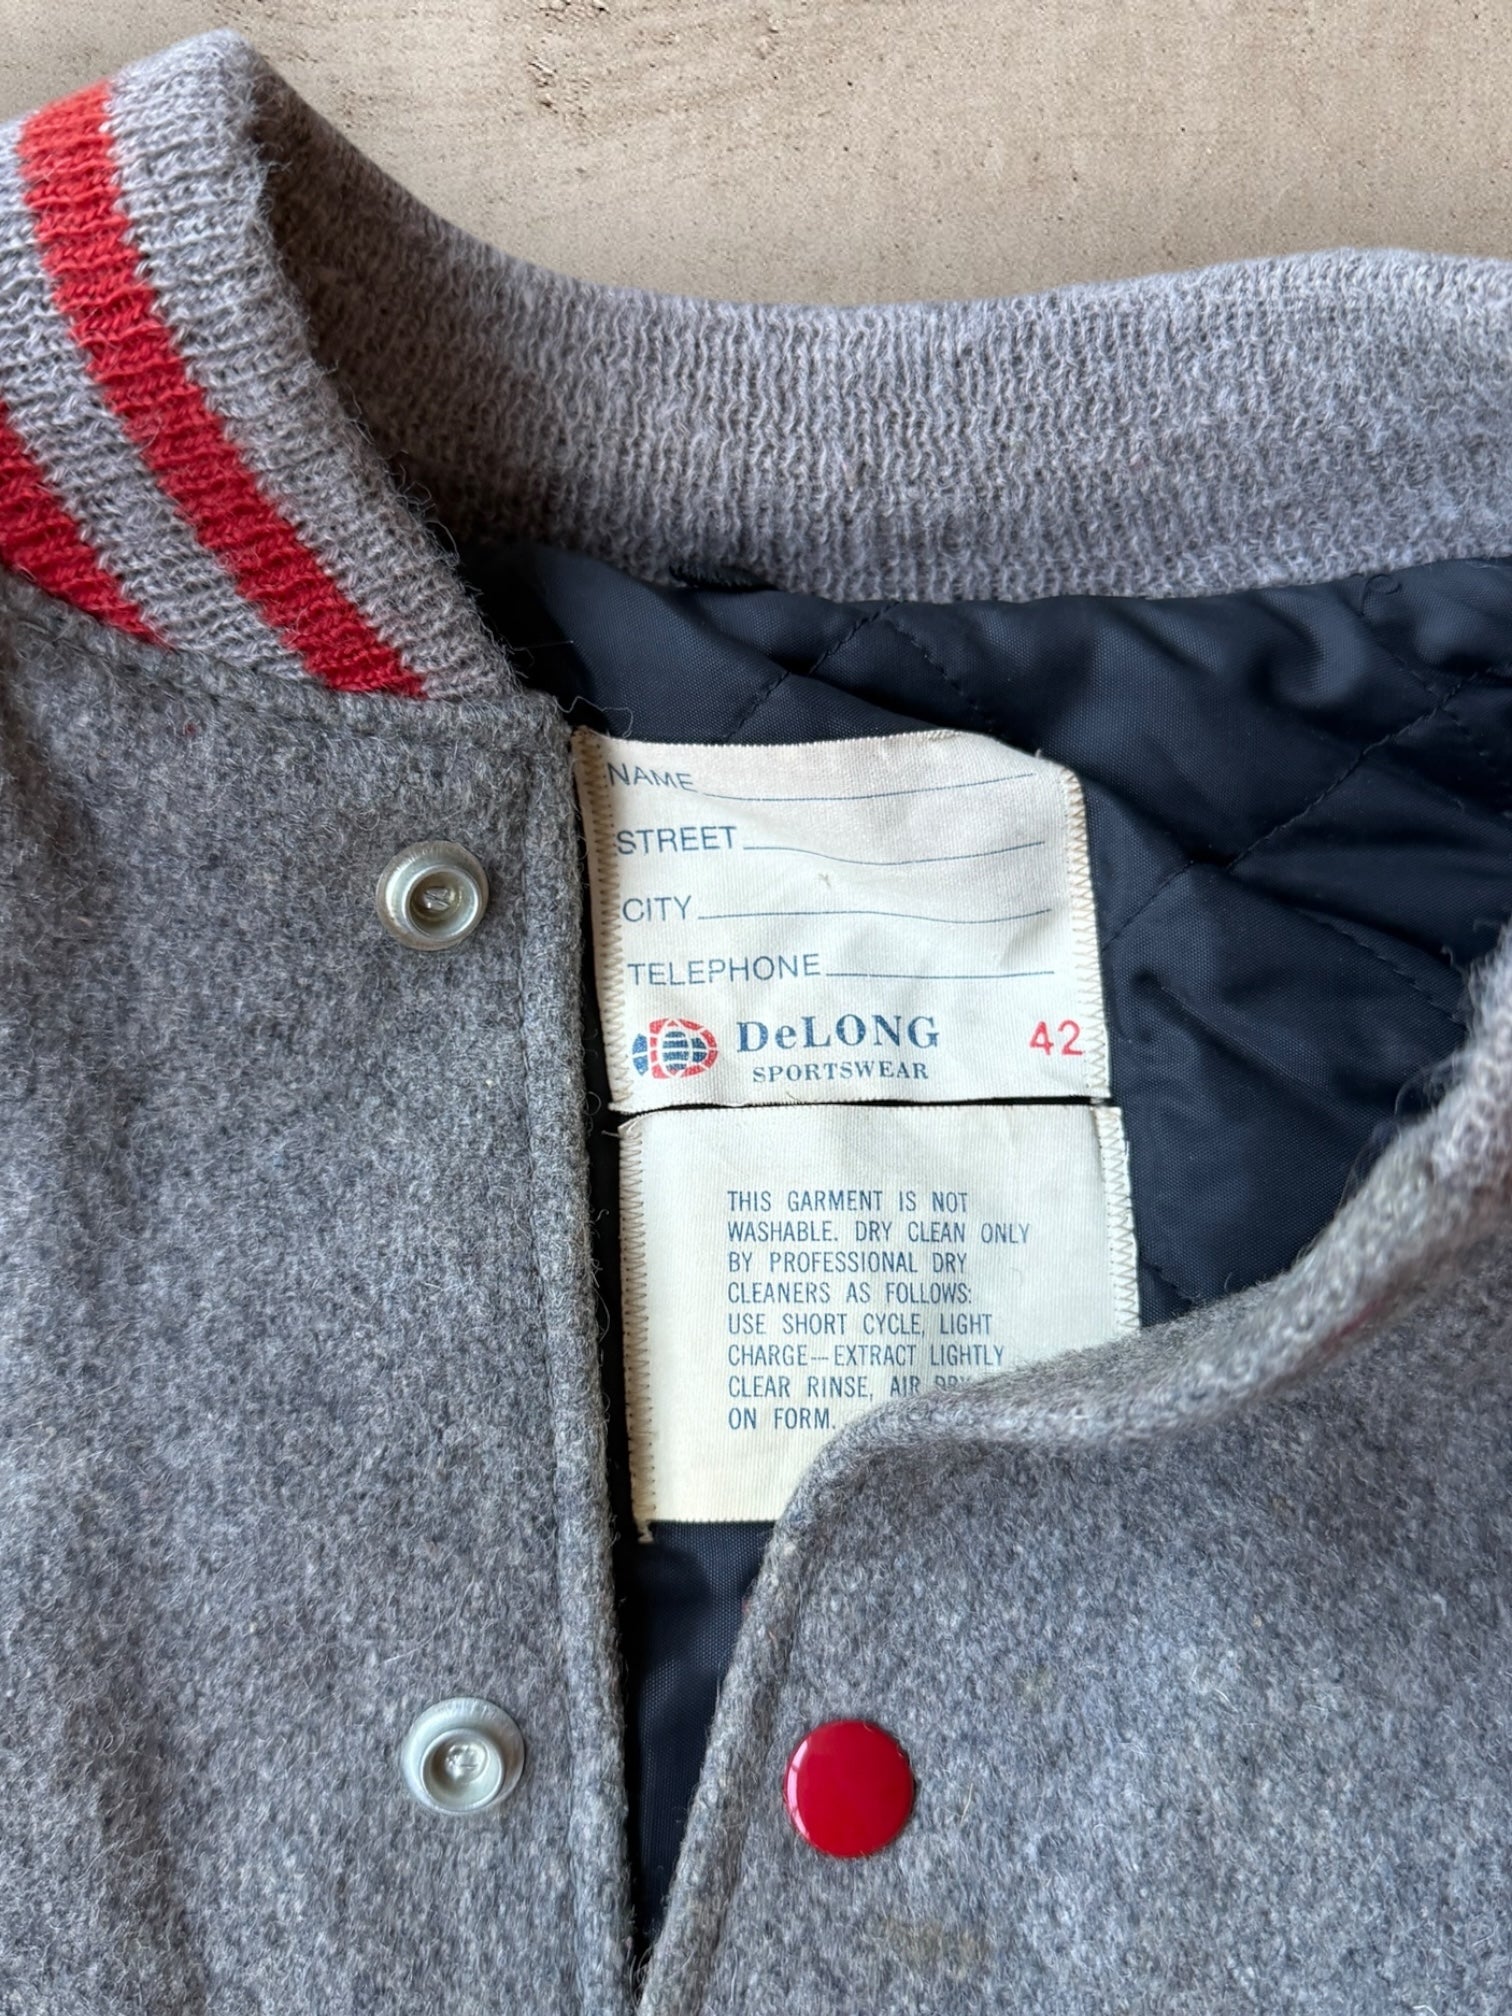 NAME
STREET
CITY
TELEPHONE
DeLONG 42
SPORTSWEAR
THIS GARMENT IS NOT
WASHABLE. DRY CLEAN ONLY
BY PROFESSIONAL DRY
CLEANERS AS FOLLOWS:
USE SHORT CYCLE, LIGHT
CHARGE--EXTRACT LIGHTLY
CLEAR RINSE, AIR DRY
ON FORM.